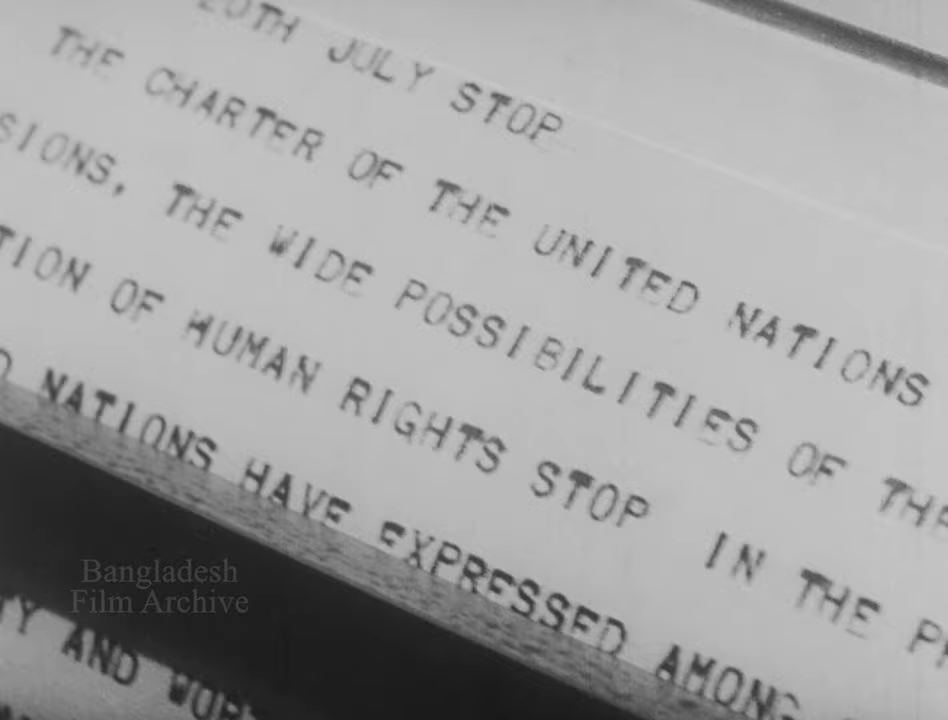 20TH JULY STOP
THE CHARTER OF THE UNITED NATIONS
SIONS, THE WIDE POSSIBILITIES OF THE
TION OF HUMAN RIGHTS STOP IN THE
NATIONS HAVE EXPRESSED AMONG
AND
Bangladesh
Film Archive